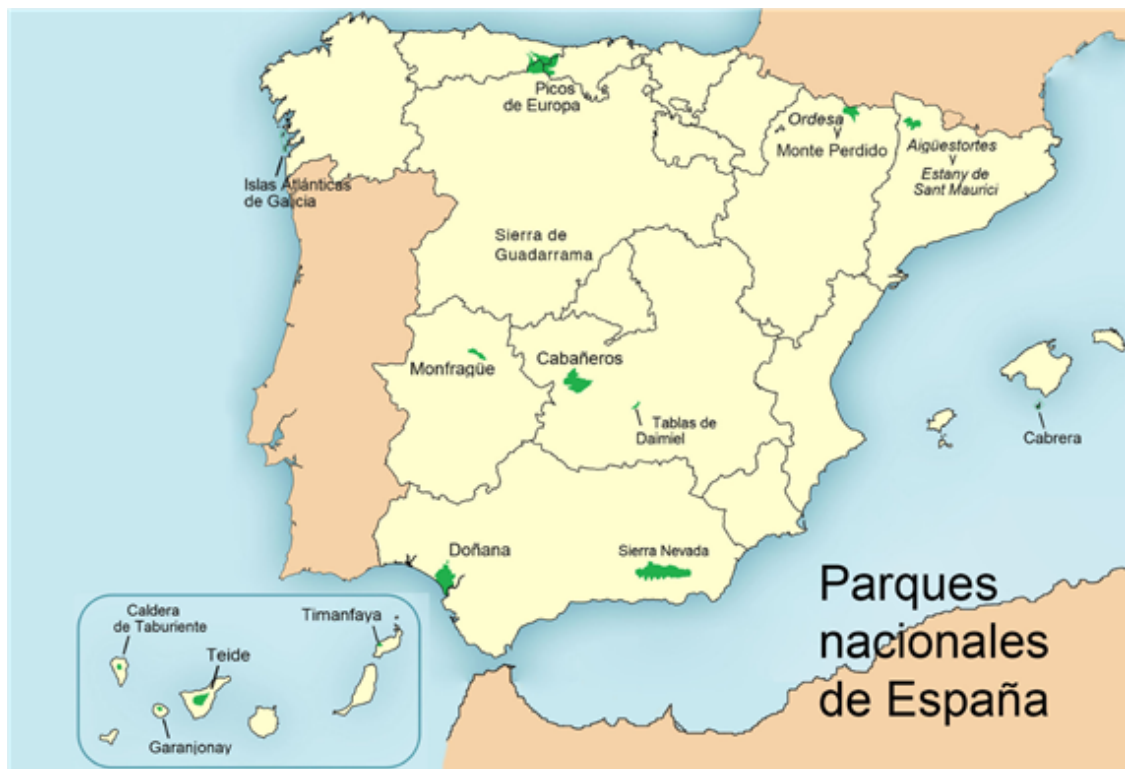 Picos
de Europa
Ordesa
y
Monte Perdido
Aigüestortes
y
Estany de
Sant Maurici
Islas Atlánticas
de Galicia
Sierra de
Guadarrama
Monfragüe
Cabañeros
Tablas de
Daimiel
Cabrera
Doñana
Sierra Nevada
Parques
nacionales
de España
Caldera
de Taburiente
Timanfaya
Teide
Garanjonay